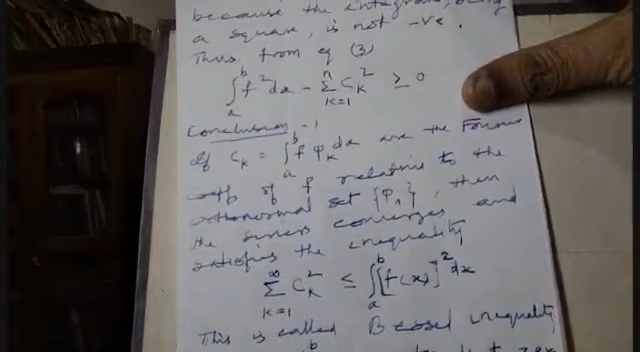 because the integrand, being
a square, is not -ve.
Thus, from eq (3)
∫_a^b f² dx - Σ_{k=1}^n C_k² ≥ 0
Conclusion - 1
If C_k = ∫_a^b f φ_k dx are the Fourier
coeffs of f relative to the
orthonormal set {φ_n}, then
the series converges and
satisfies the inequality
Σ_{k=1}^∞ C_k² ≤ ∫_a^b [f(x)]² dx
This is called Bessel inequality
b